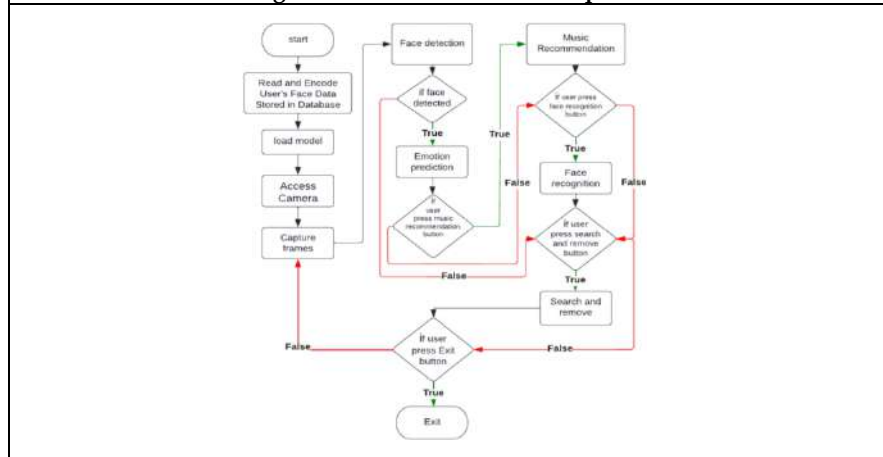 start
Read and Encode
User's Face Data
Stored in Database
load model
Access
Camera
Capture
frames
Face detection
if face
detected
True
Emotion
prediction
If
user
press music
recommendation
button
True
Music
Recommendation
If user press
face recognition
button
True
False
False
Face
recognition
If user
press search
and remove
button
False
True
Search and
remove
If user
press Exit
button
False
False
True
Exit